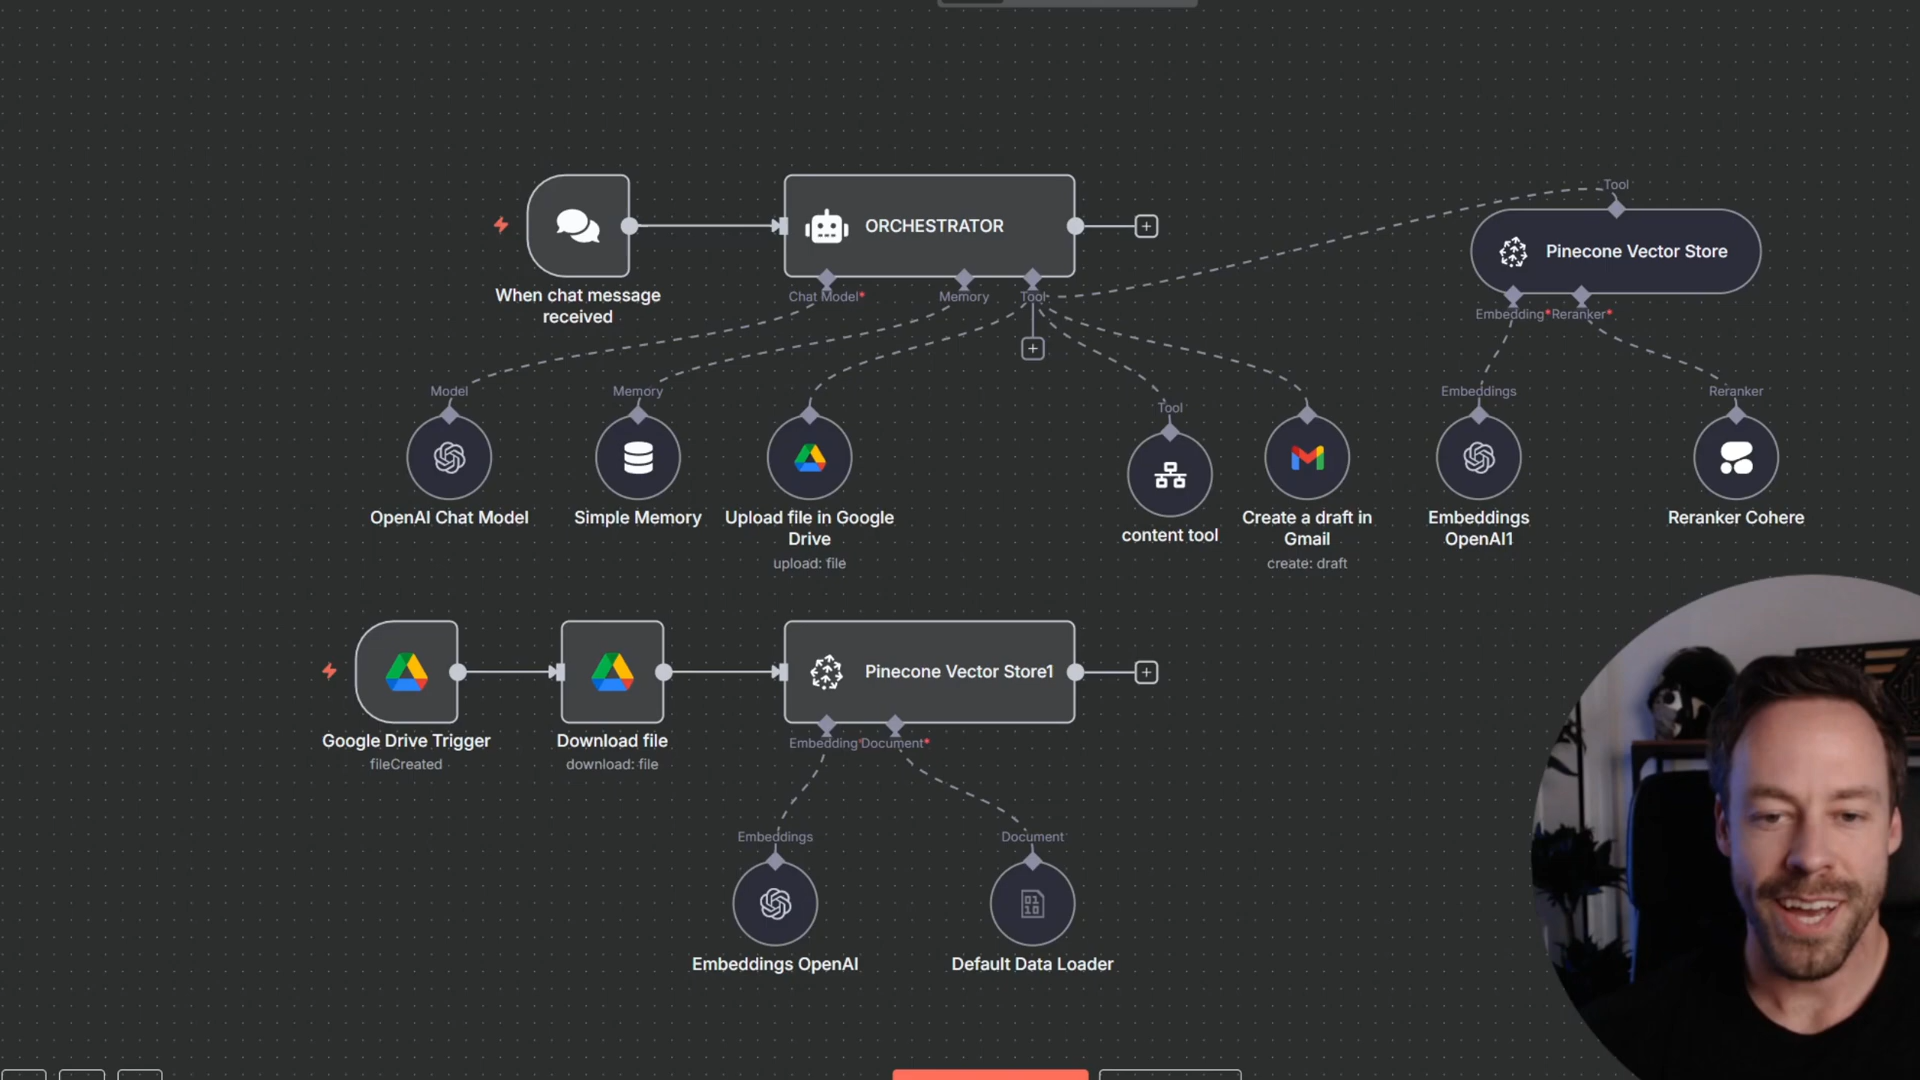 Tool
ORCHESTRATOR
Pinecone Vector Store
When chat message
received
Chat Model*
Memory
Tool
Embedding*
Reranker*
Model
Memory
Tool
Embeddings
Reranker
OpenAI Chat Model
Simple Memory
Upload file in Google
Drive
upload: file
content tool
Create a draft in
Gmail
create: draft
Embeddings
OpenAI1
Reranker Cohere
Pinecone Vector Store1
Google Drive Trigger
fileCreated
Download file
download: file
Embedding*
Document*
Embeddings
Document
01
10
Embeddings OpenAI
Default Data Loader